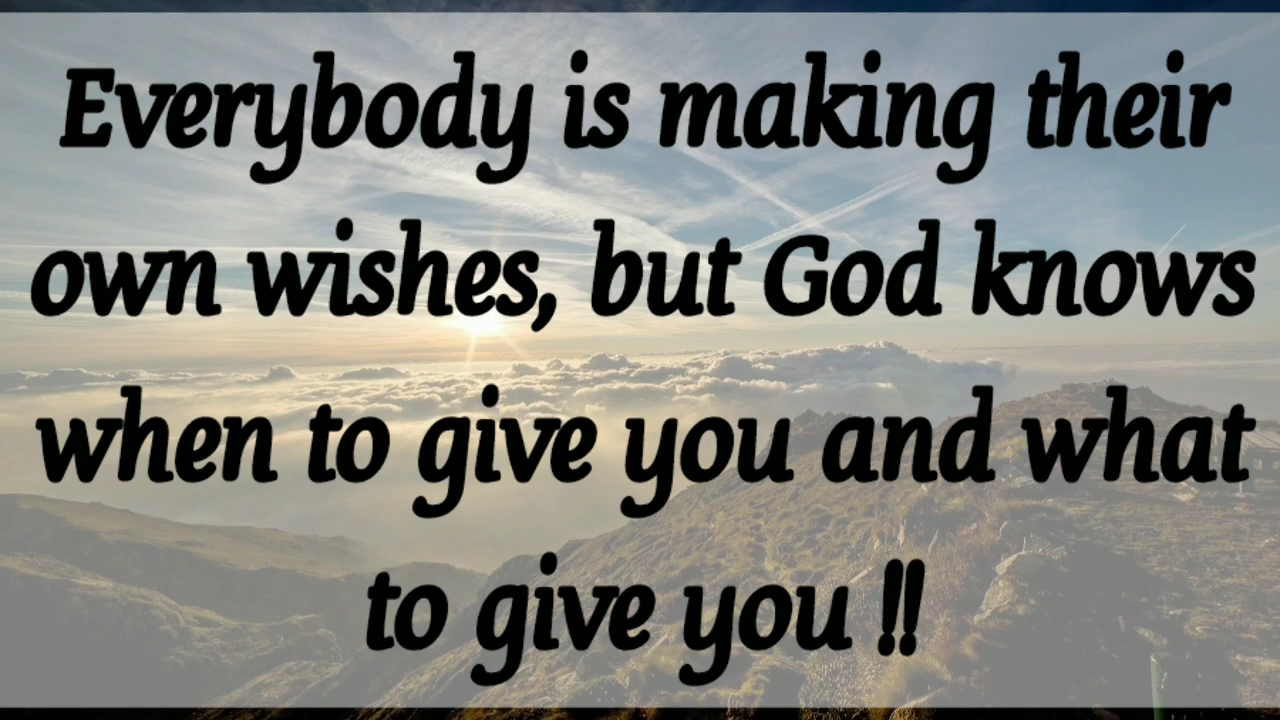 Everybody is making their
own wishes, but God knows
when to give you and what
to give you !!